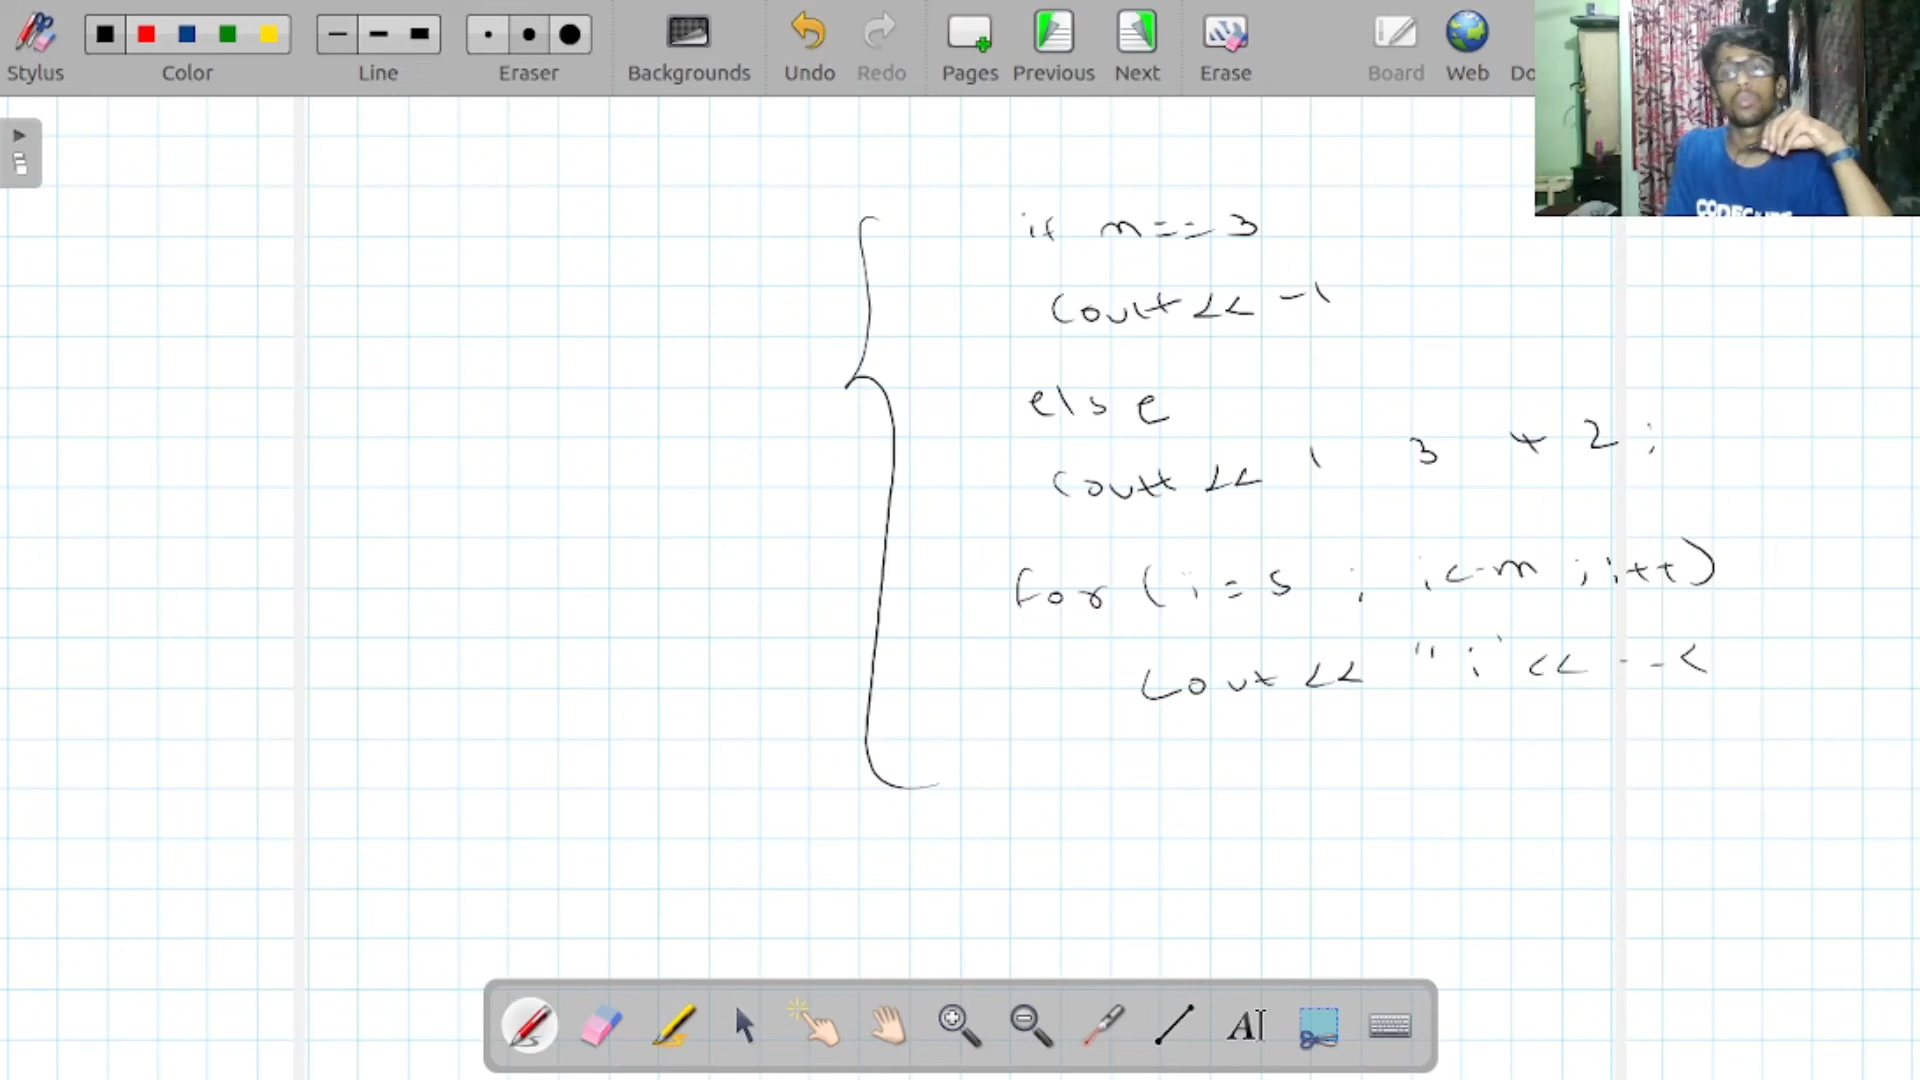 Stylus Color Line Eraser Backgrounds Undo Redo Pages Previous Next Erase Board Web Do
if n==3
cout << -1
else
cout << 1 3 4 2 ;
for ( i = 5 ; i<=n ; i++)
cout << " i <<